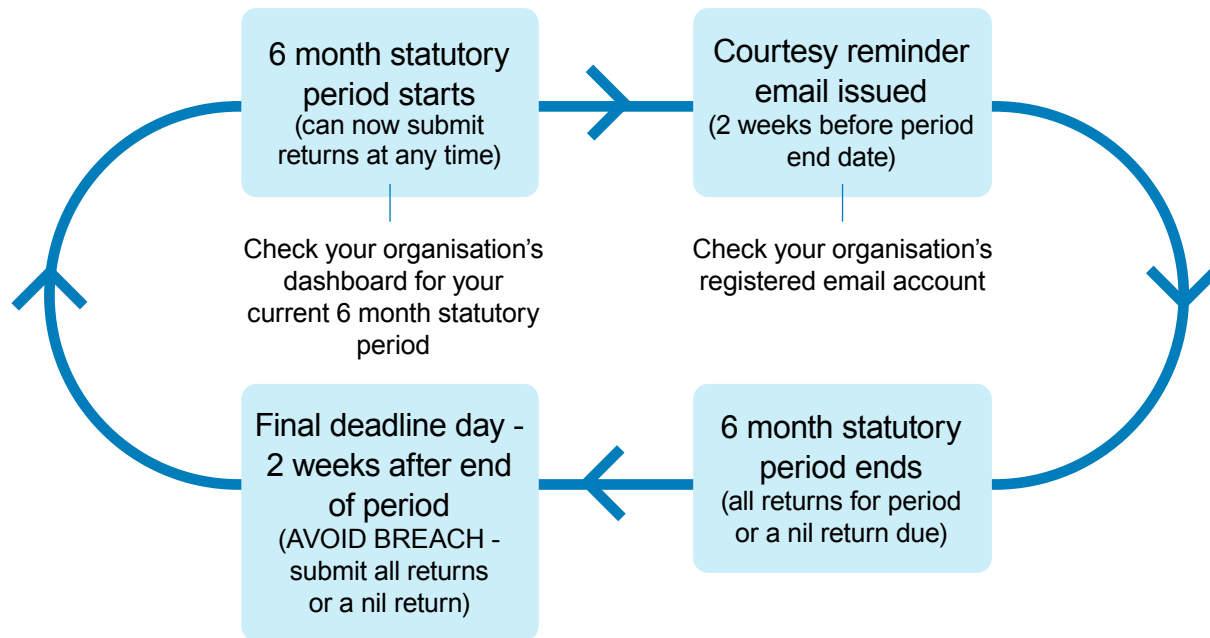 6 month statutory
period starts
(can now submit
returns at any time)
Check your organisation's
dashboard for your
current 6 month statutory
period
Courtesy reminder
email issued
(2 weeks before period
end date)
Check your organisation's
registered email account
6 month statutory
period ends
(all returns for period
or a nil return due)
Final deadline day -
2 weeks after end
of period
(AVOID BREACH -
submit all returns
or a nil return)